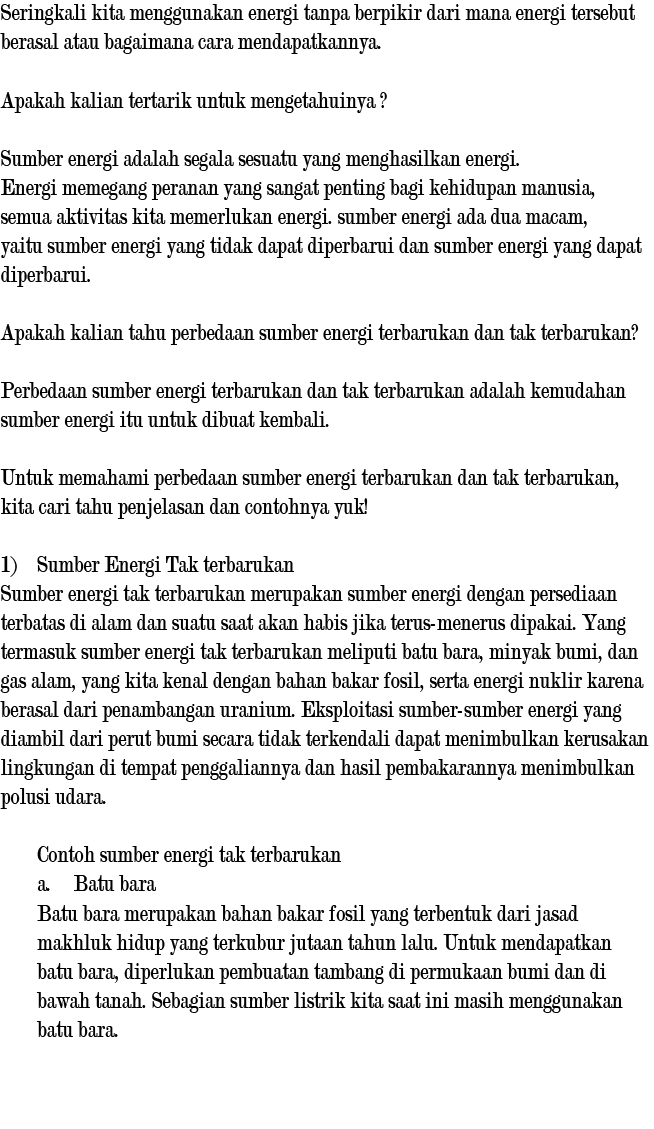 Seringkali kita menggunakan energi tanpa berpikir dari mana energi tersebut
berasal atau bagaimana cara mendapatkannya.
Apakah kalian tertarik untuk mengetahuinya ?
Sumber energi adalah segala sesuatu yang menghasilkan energi.
Energi memegang peranan yang sangat penting bagi kehidupan manusia,
semua aktivitas kita memerlukan energi. sumber energi ada dua macam,
yaitu sumber energi yang tidak dapat diperbarui dan sumber energi yang dapat
diperbarui.
Apakah kalian tahu perbedaan sumber energi terbarukan dan tak terbarukan?
Perbedaan sumber energi terbarukan dan tak terbarukan adalah kemudahan
sumber energi itu untuk dibuat kembali.
Untuk memahami perbedaan sumber energi terbarukan dan tak terbarukan,
kita cari tahu penjelasan dan contohnya yuk!
1) Sumber Energi Tak terbarukan
Sumber energi tak terbarukan merupakan sumber energi dengan persediaan
terbatas di alam dan suatu saat akan habis jika terus-menerus dipakai. Yang
termasuk sumber energi tak terbarukan meliputi batu bara, minyak bumi, dan
gas alam, yang kita kenal dengan bahan bakar fosil, serta energi nuklir karena
berasal dari penambangan uranium. Eksploitasi sumber-sumber energi yang
diambil dari perut bumi secara tidak terkendali dapat menimbulkan kerusakan
lingkungan di tempat penggaliannya dan hasil pembakarannya menimbulkan
polusi udara.
Contoh sumber energi tak terbarukan
a. Batu bara
Batu bara merupakan bahan bakar fosil yang terbentuk dari jasad
makhluk hidup yang terkubur jutaan tahun lalu. Untuk mendapatkan
batu bara, diperlukan pembuatan tambang di permukaan bumi dan di
bawah tanah. Sebagian sumber listrik kita saat ini masih menggunakan
batu bara.